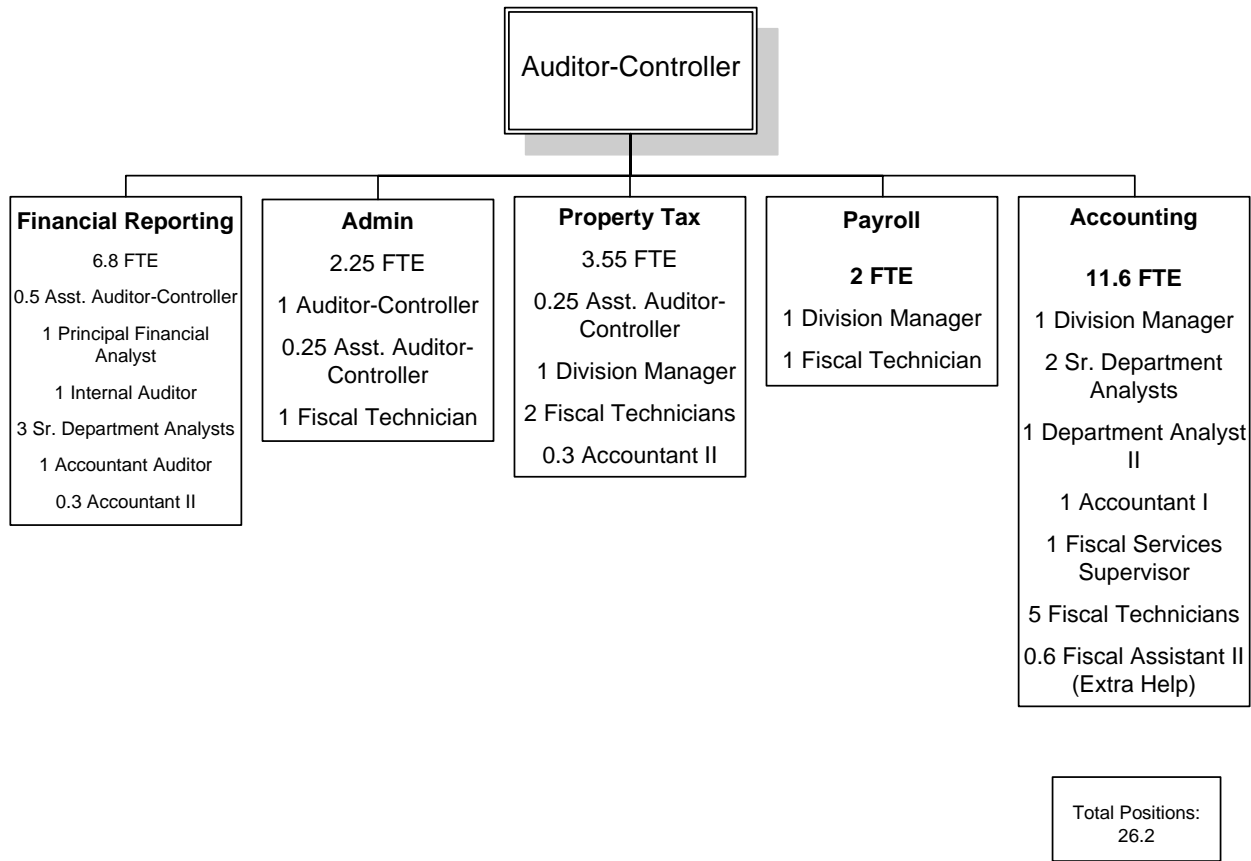 Auditor-Controller
Financial Reporting
6.8 FTE
0.5 Asst. Auditor-Controller
1 Principal Financial
Analyst
1 Internal Auditor
3 Sr. Department Analysts
1 Accountant Auditor
0.3 Accountant II
Admin
2.25 FTE
1 Auditor-Controller
0.25 Asst. Auditor-
Controller
1 Fiscal Technician
Property Tax
3.55 FTE
0.25 Asst. Auditor-
Controller
1 Division Manager
2 Fiscal Technicians
0.3 Accountant II
Payroll
2 FTE
1 Division Manager
1 Fiscal Technician
Accounting
11.6 FTE
1 Division Manager
2 Sr. Department
Analysts
1 Department Analyst
II
1 Accountant I
1 Fiscal Services
Supervisor
5 Fiscal Technicians
0.6 Fiscal Assistant II
(Extra Help)
Total Positions:
26.2